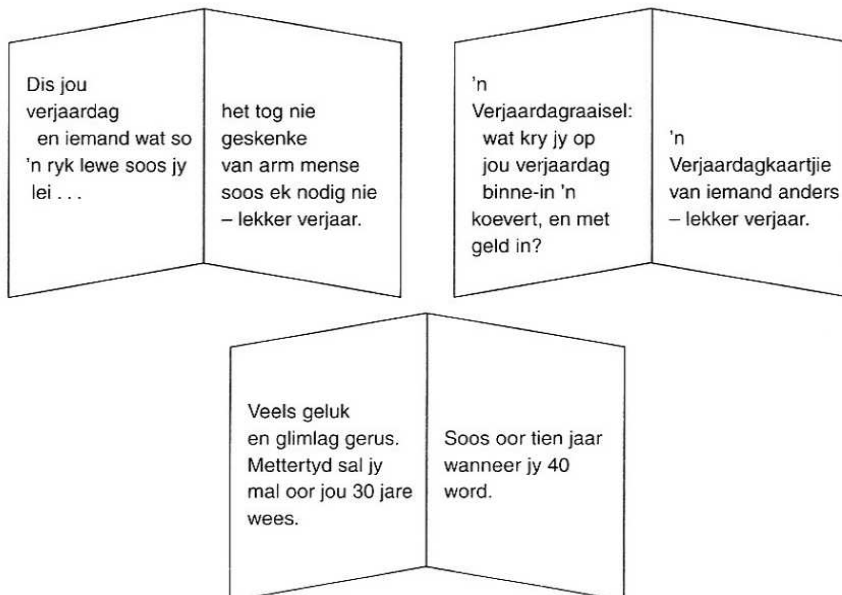 Dis jou
verjaardag
en iemand wat so
'n ryk lewe soos jy
lei . . .
het tog nie
geskenke
van arm mense
soos ek nodig nie
– lekker verjaar.
'n
Verjaardagraaisel:
wat kry jy op
jou verjaardag
binne-in 'n
koevert, en met
geld in?
'n
Verjaardagkaartjie
van iemand anders
– lekker verjaar.
Veels geluk
en glimlag gerus.
Mettertyd sal jy
mal oor jou 30 jare
wees.
Soos oor tien jaar
wanneer jy 40
word.